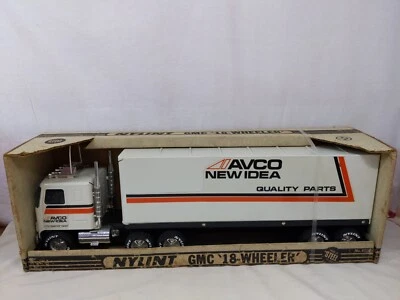 NYLINT GMC '18-WHEELER'
AVCO
NEW IDEA
QUALITY PARTS
AVCO
NEW IDEA
NYLINT GMC '18-WHEELER'